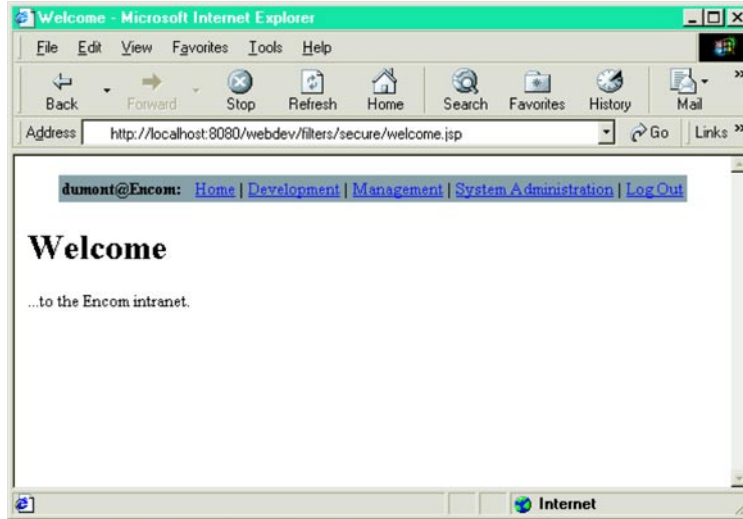 Welcome - Microsoft Internet Explorer
File Edit View Favorites Tools Help
Back Forward Stop Refresh Home Search Favorites History Mail »
Address http://localhost:8080/webdev/filters/secure/welcome.jsp Go Links »
dumont@Encom: Home | Development | Management | System Administration | Log Out
Welcome
...to the Encom intranet.
Internet